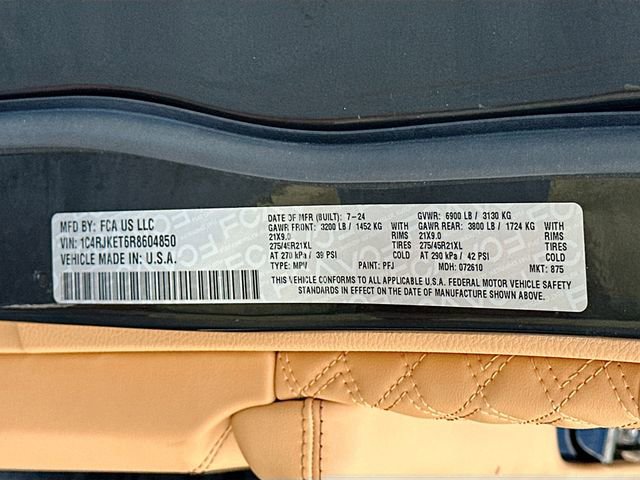 MFD BY: FCA US LLC
VIN: 1C4RJKET6R8604850
VEHICLE MADE IN: U.S.A.
DATE OF MFR (BUILT): 7-24 GVWR: 6900 LB / 3130 KG
GAWR FRONT: 3200 LB / 1452 KG WITH GAWR REAR: 3800 LB / 1724 KG WITH
21X9.0 RIMS 21X9.0 RIMS
275/45R21XL TIRES 275/45R21XL TIRES
AT 270 kPa / 39 PSI COLD AT 290 kPa / 42 PSI COLD
TYPE: MPV PAINT: PFJ MDH: 072610 MKT: 875
THIS VEHICLE CONFORMS TO ALL APPLICABLE U.S.A. FEDERAL MOTOR VEHICLE SAFETY
STANDARDS IN EFFECT ON THE DATE OF MANUFACTURE SHOWN ABOVE.